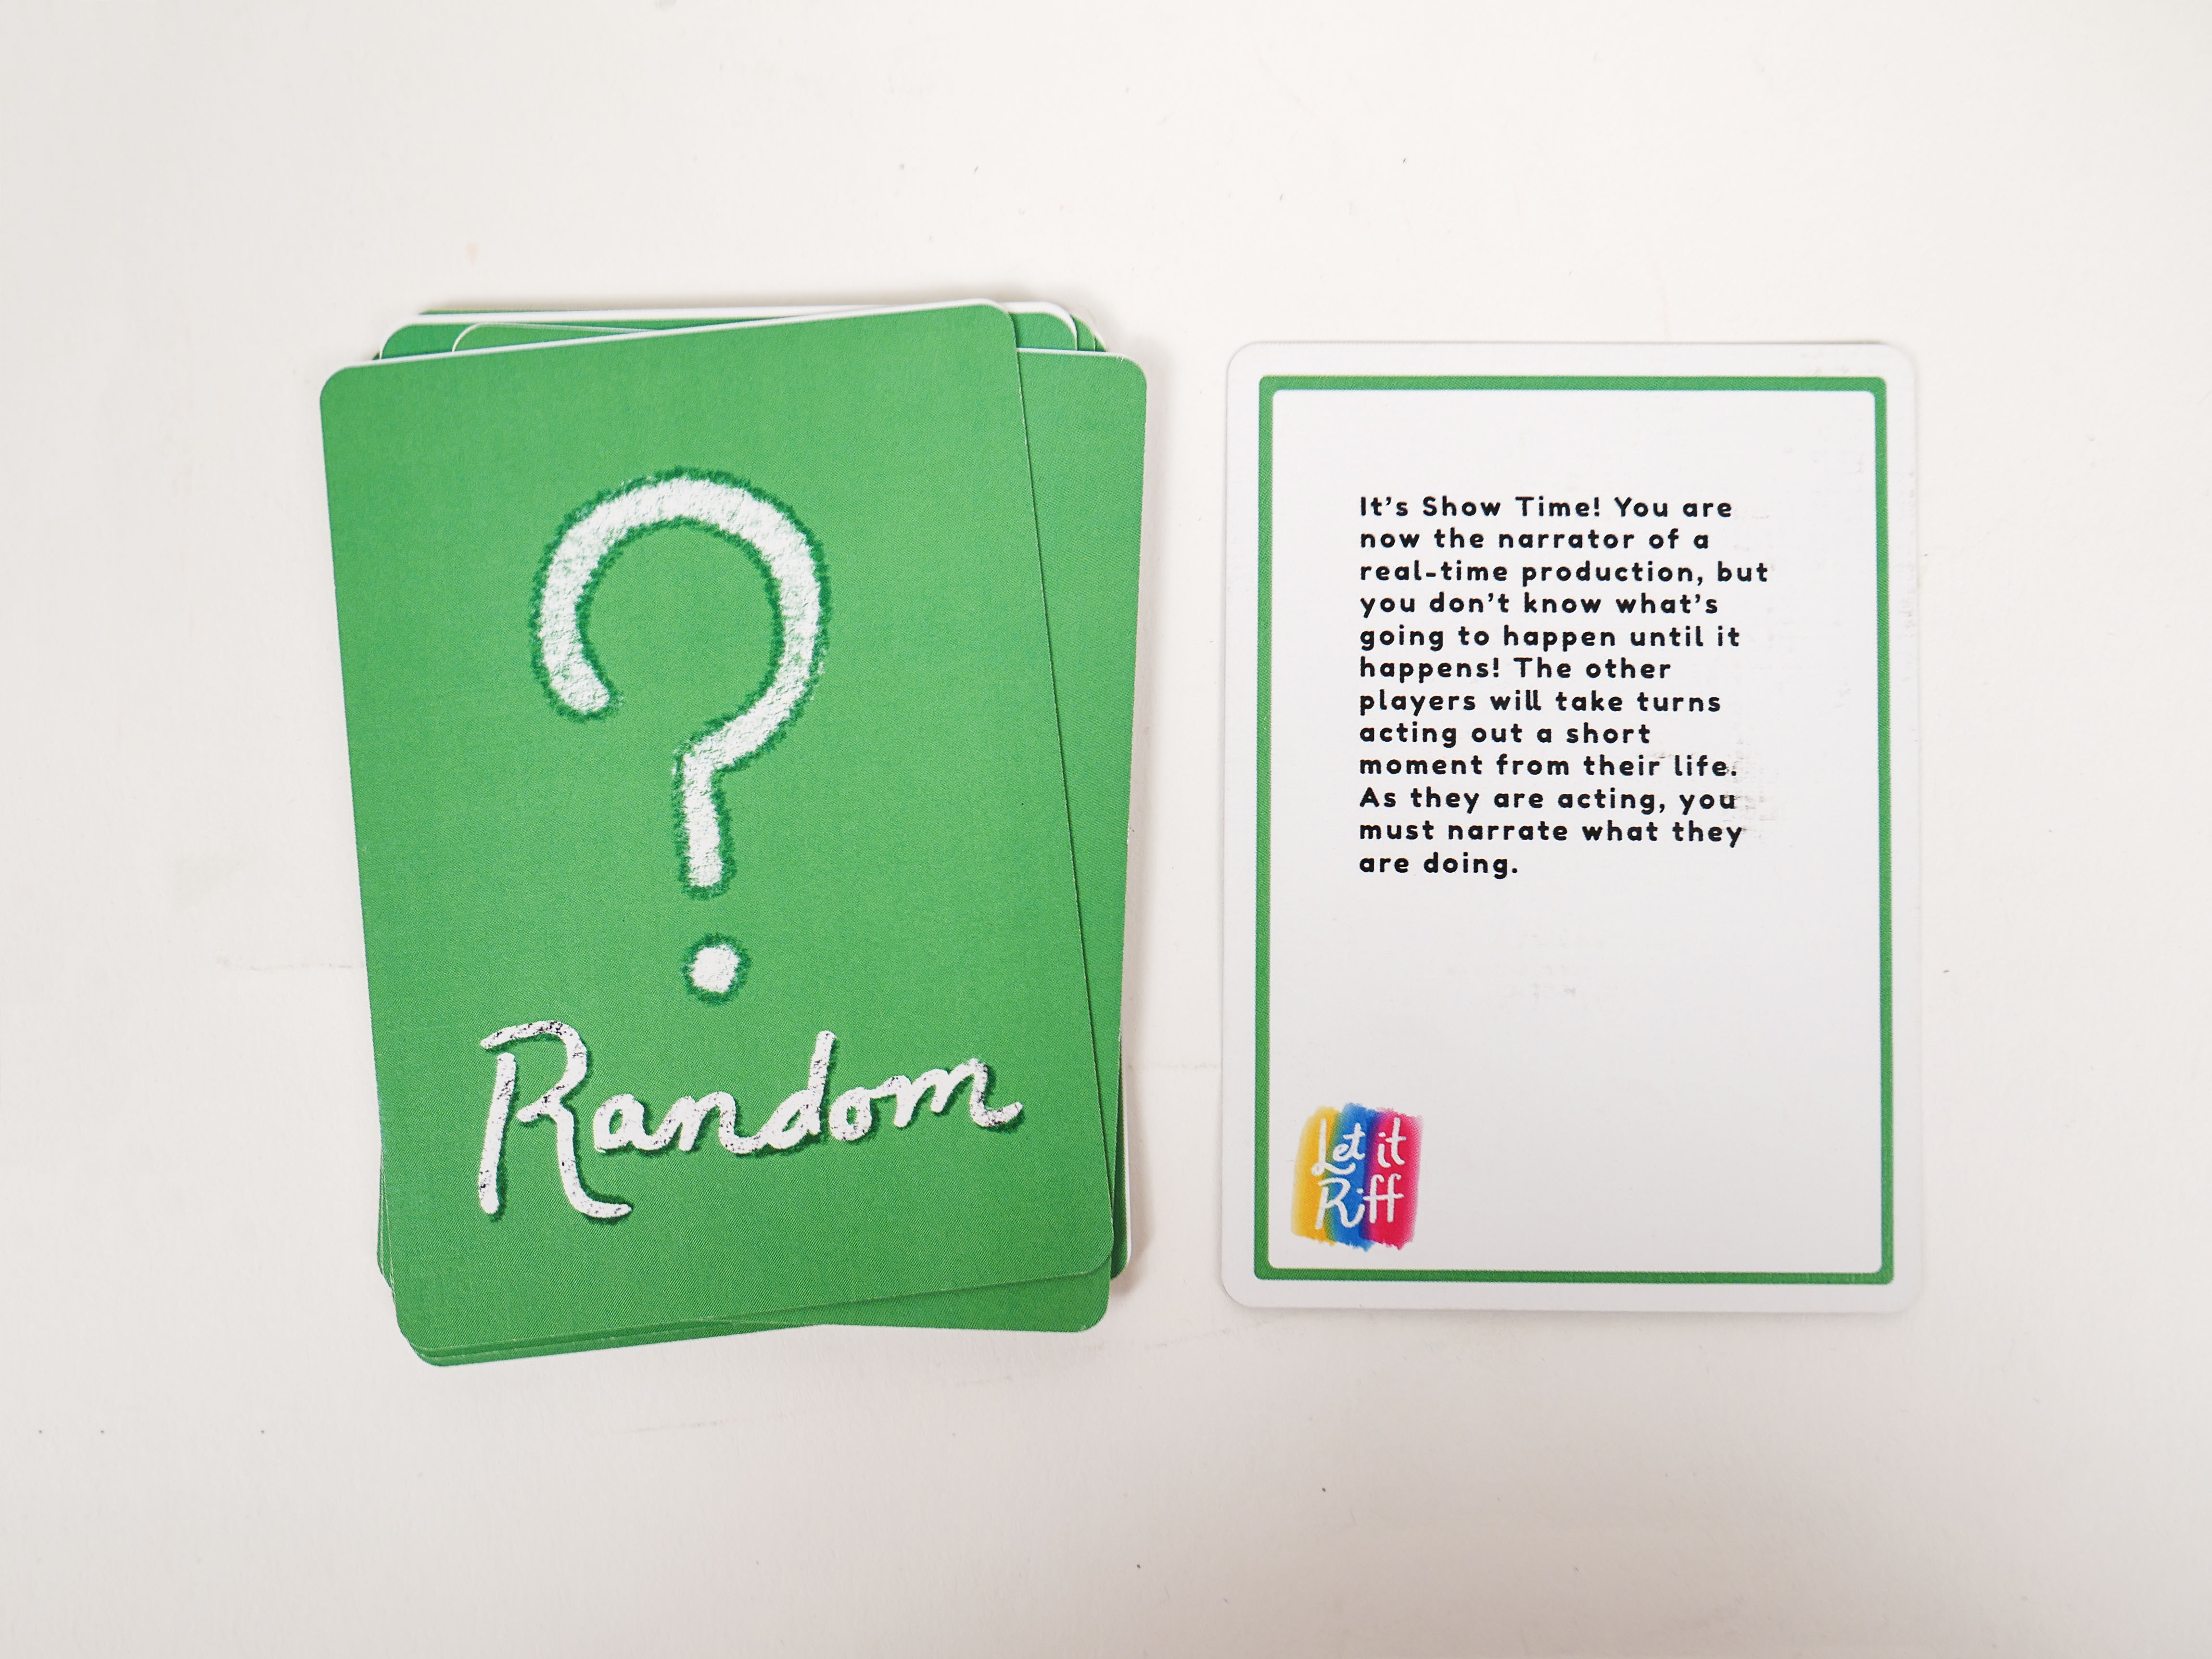 ?
Random
It's Show Time! You are
now the narrator of a
real-time production, but
you don't know what's
going to happen until it
happens! The other
players will take turns
acting out a short
moment from their life.
As they are acting, you
must narrate what they
are doing.
Let it
Riff